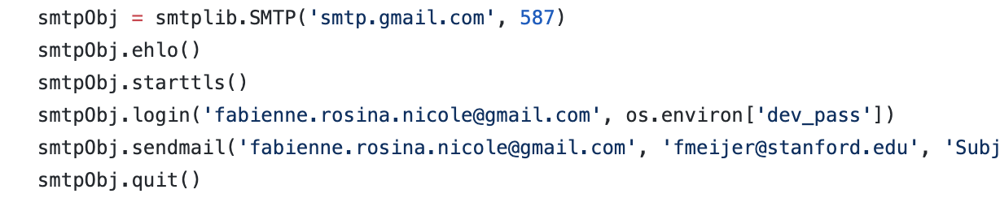 smtpObj = smtplib.SMTP('smtp.gmail.com', 587)
smtpObj.ehlo()
smtpObj.starttls()
smtpObj.login('fabienne.rosina.nicole@gmail.com', os.environ['dev_pass'])
smtpObj.sendmail('fabienne.rosina.nicole@gmail.com', 'fmeijer@stanford.edu', 'Subj
smtpObj.quit()